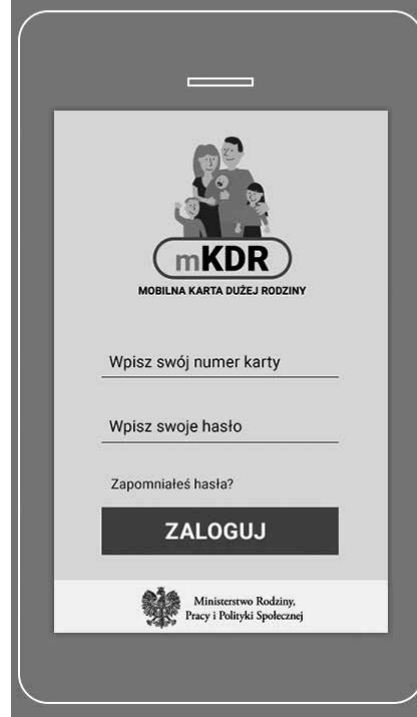 mKDR
MOBILNA KARTA DUŻEJ RODZINY
Wpisz swój numer karty
Wpisz swoje hasło
Zapomniałeś hasła?
ZALOGUJ
Ministerstwo Rodziny,
Pracy i Polityki Społecznej